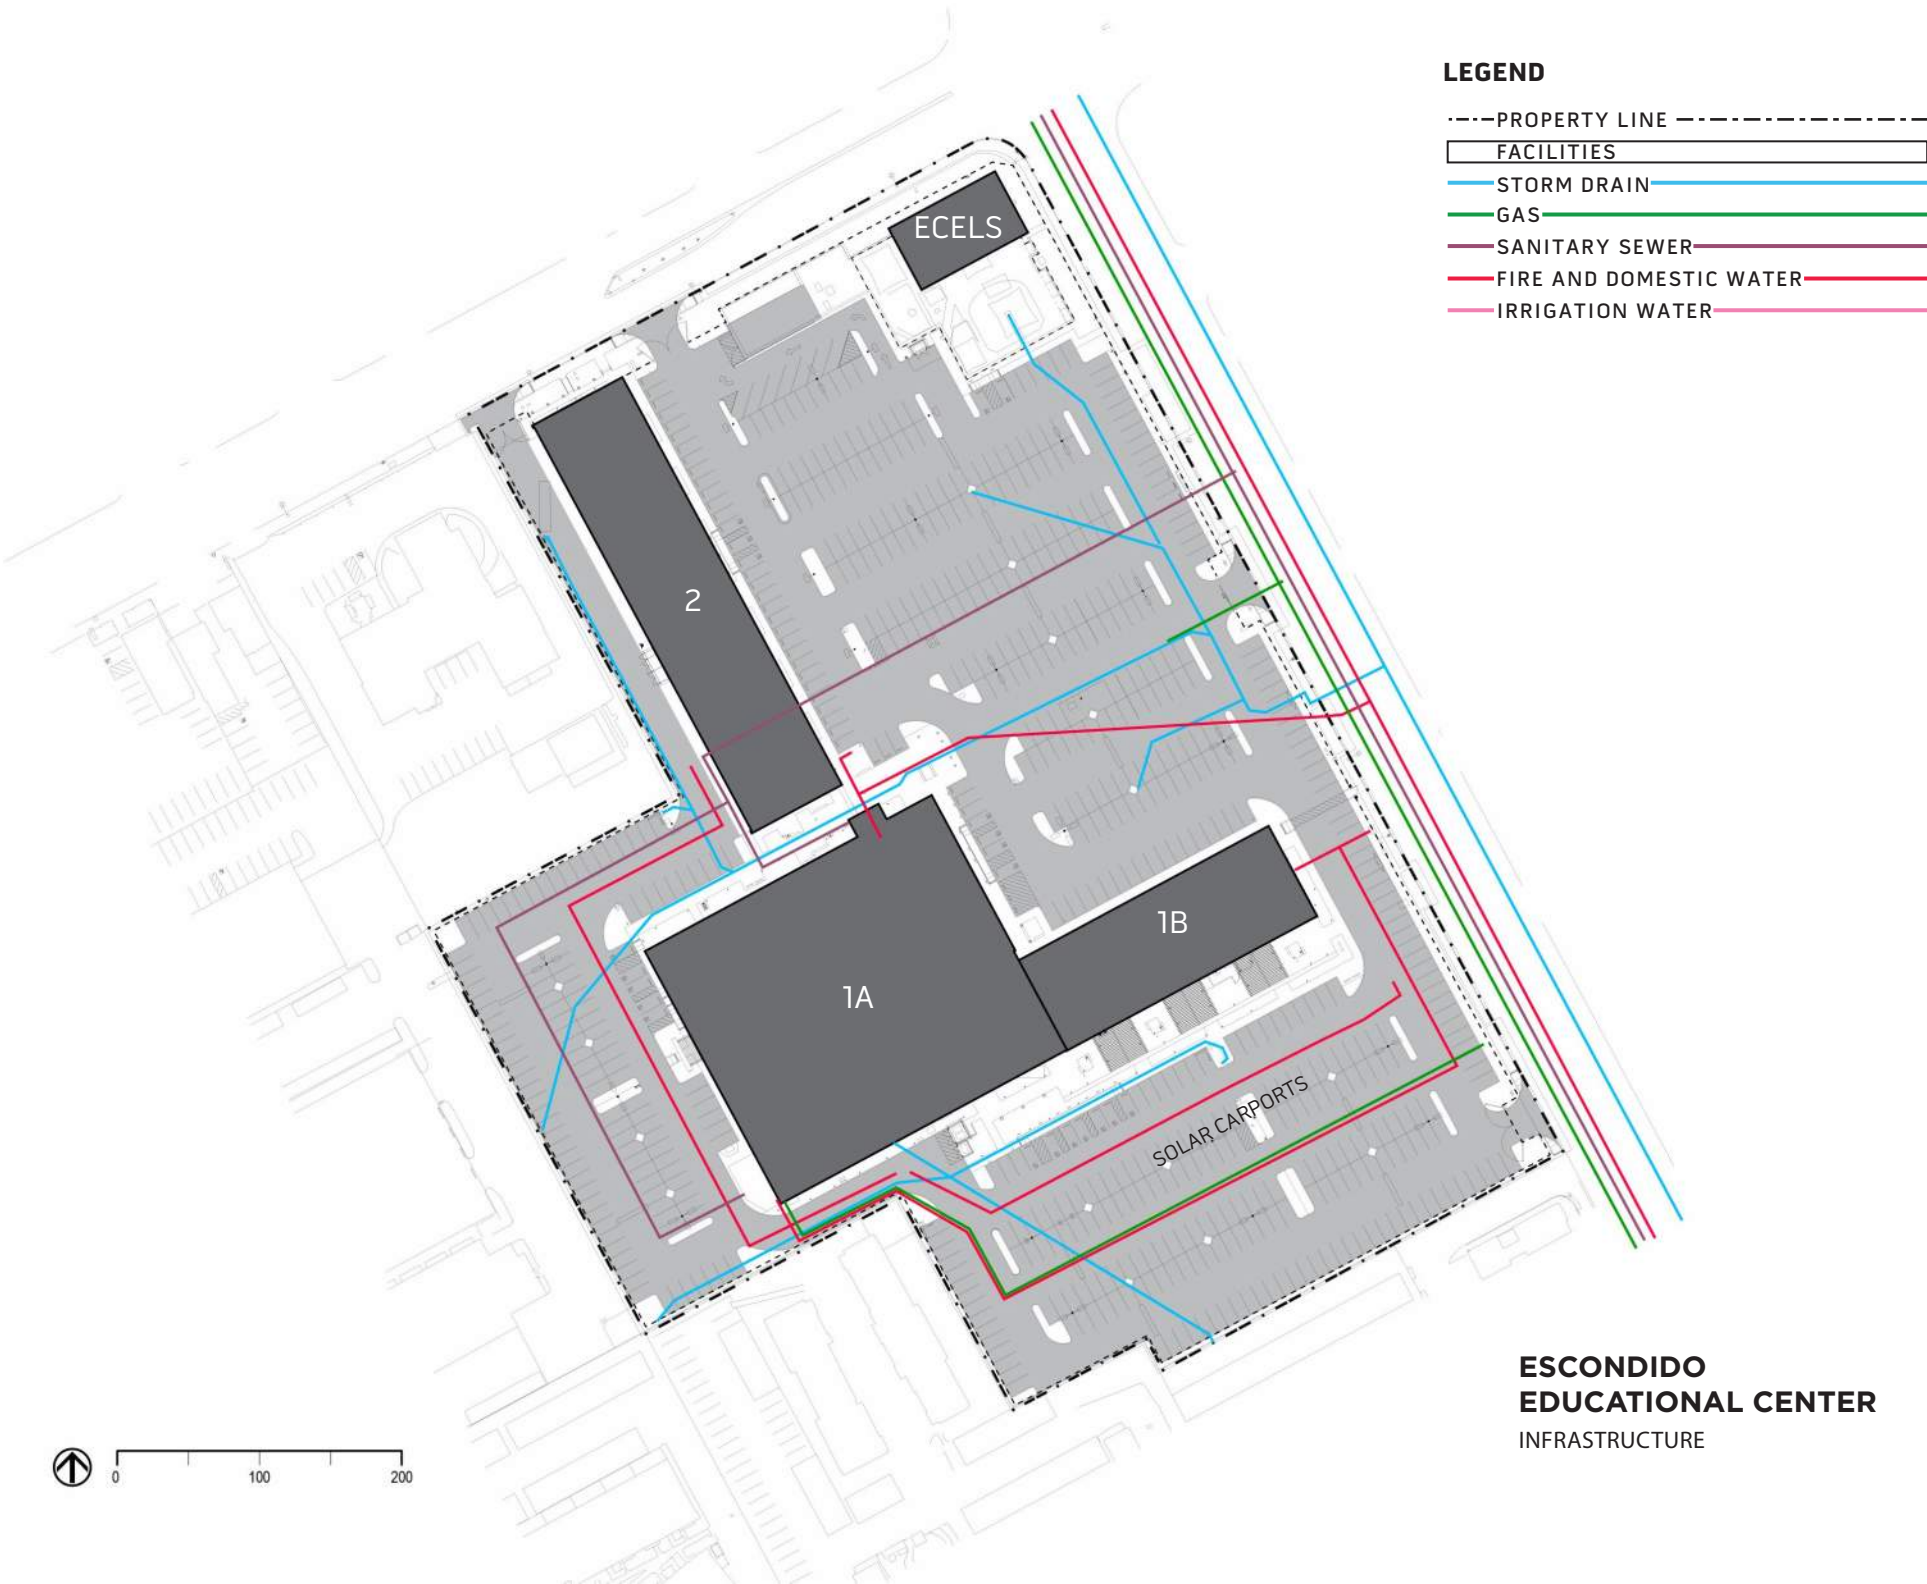 LEGEND
PROPERTY LINE
FACILITIES
STORM DRAIN
GAS
SANITARY SEWER
FIRE AND DOMESTIC WATER
IRRIGATION WATER
ECELS
2
1B
1A
SOLAR CARPORTS
ESCONDIDO
EDUCATIONAL CENTER
INFRASTRUCTURE
0 100 200